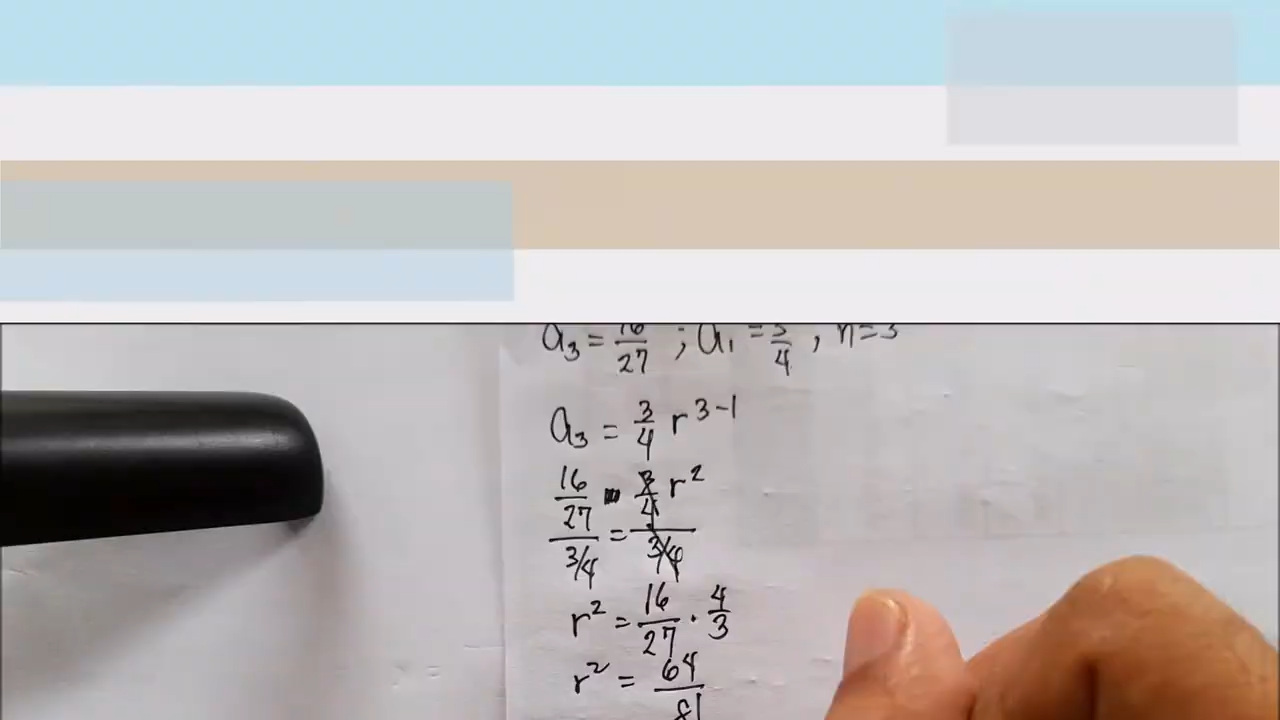 a₃ = 16/27 ; a₁ = 3/4 , n=3
a₃ = 3/4 r³⁻¹
16/27 = 3/4 r²
3/4 3/4
r² = 16/27 · 4/3
r² = 64/81